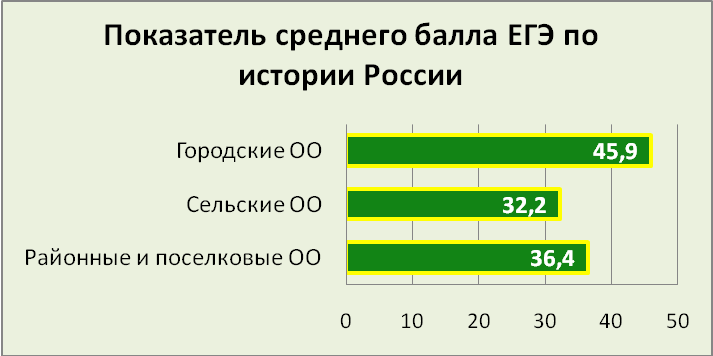 Показатель среднего балла ЕГЭ по
истории России
Городские ОО
45,9
Сельские ОО
32,2
Районные и поселковые ОО
36,4
0 10 20 30 40 50